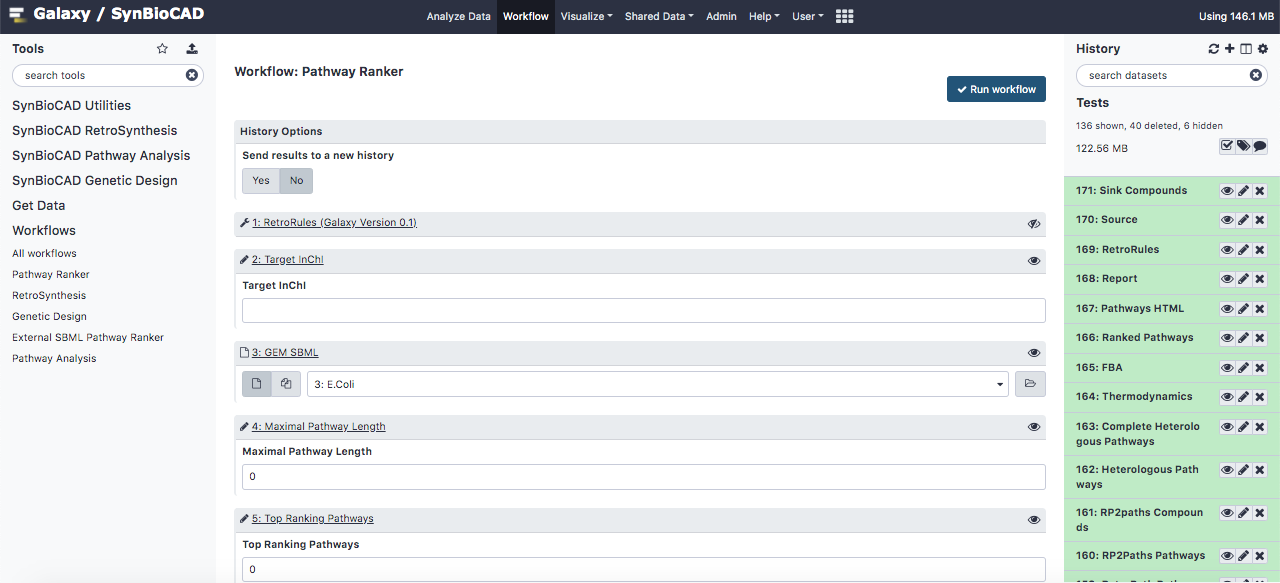 Galaxy / SynBioCAD
Analyze Data Workflow Visualize Shared Data Admin Help User
Using 146.1 MB
Tools
search tools
SynBioCAD Utilities
SynBioCAD RetroSynthesis
SynBioCAD Pathway Analysis
SynBioCAD Genetic Design
Get Data
Workflows
All workflows
Pathway Ranker
RetroSynthesis
Genetic Design
External SBML Pathway Ranker
Pathway Analysis
Workflow: Pathway Ranker
Run workflow
History Options
Send results to a new history
Yes No
1: RetroRules (Galaxy Version 0.1)
2: Target InChI
Target InChI
3: GEM SBML
3: E.Coli
4: Maximal Pathway Length
Maximal Pathway Length
0
5: Top Ranking Pathways
Top Ranking Pathways
0
History
search datasets
Tests
136 shown, 40 deleted, 6 hidden
122.56 MB
171: Sink Compounds
170: Source
169: RetroRules
168: Report
167: Pathways HTML
166: Ranked Pathways
165: FBA
164: Thermodynamics
163: Complete Heterolo
gous Pathways
162: Heterologous Path
ways
161: RP2paths Compoun
ds
160: RP2Paths Pathways